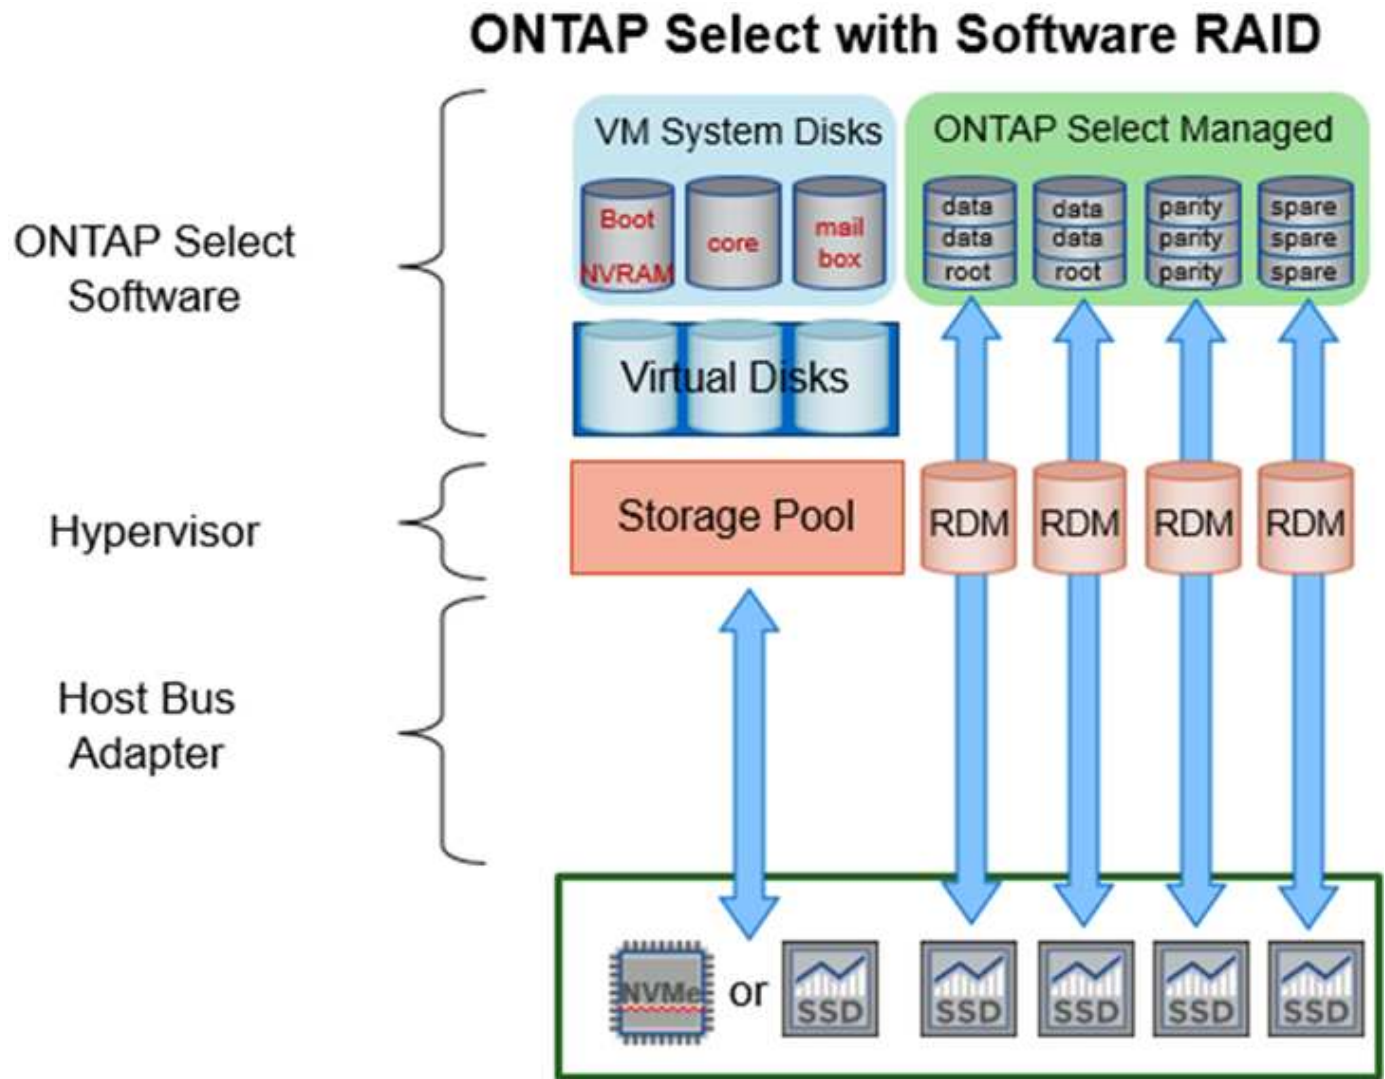 ONTAP Select with Software RAID
VM System Disks
ONTAP Select Managed
Boot
NVRAM
core
mail
box
data
data
root
data
data
root
parity
parity
parity
spare
spare
spare
ONTAP Select
Software
Virtual Disks
Hypervisor
Storage Pool
RDM
RDM
RDM
RDM
Host Bus
Adapter
NVMe
or
SSD
SSD
SSD
SSD
SSD